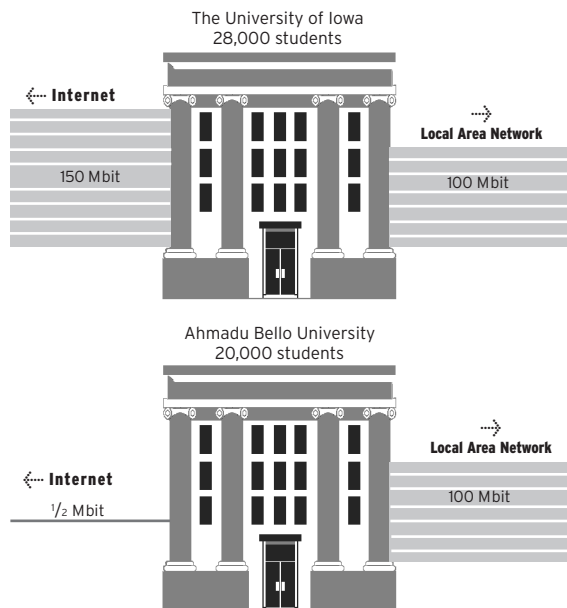 The University of Iowa
28,000 students
Internet
Local Area Network
150 Mbit
100 Mbit
Ahmadu Bello University
20,000 students
Local Area Network
Internet
1/2 Mbit
100 Mbit